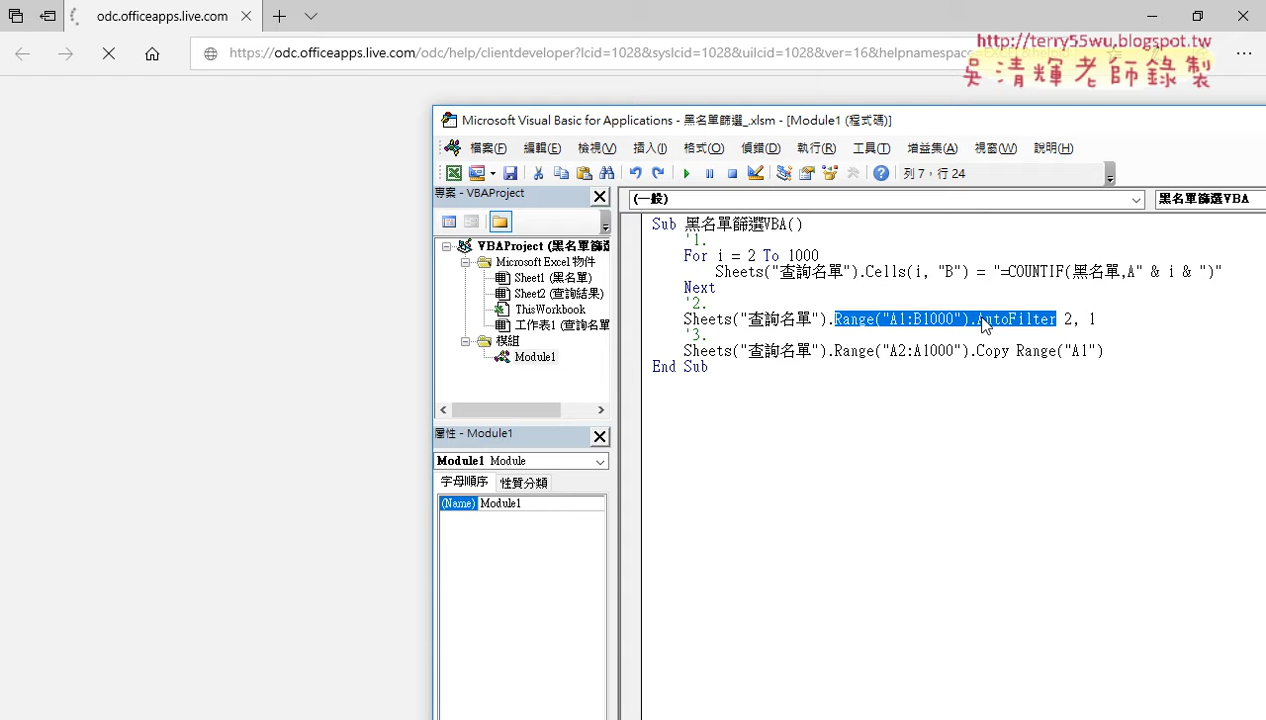 odc.officeapps.live.com
https://odc.officeapps.live.com/odc/help/clientdeveloper?lcid=1028&syslcid=1028&uilcid=1028&ver=16&helpnamespace=
http://terry55wu.blogspot.tw
吳清輝老師錄製
Microsoft Visual Basic for Applications - 黑名單篩選_.xlsm - [Module1 (程式碼)]
檔案(F) 編輯(E) 檢視(V) 插入(I) 格式(O) 偵錯(D) 執行(R) 工具(T) 增益集(A) 視窗(W) 說明(H)
列 7，行 24
專案 - VBAProject
(一般)
黑名單篩選VBA
VBAProject (黑名單篩選
Microsoft Excel 物件
Sheet1 (黑名單)
Sheet2 (查詢結果)
ThisWorkbook
工作表1 (查詢名單
模組
Module1
屬性 - Module1
Module1 Module
字母順序 性質分類
(Name) Module1
Sub 黑名單篩選VBA()
'1.
For i = 2 To 1000
Sheets("查詢名單").Cells(i, "B") = "=COUNTIF(黑名單,A" & i & ")"
Next
'2.
Sheets("查詢名單").Range("A1:B1000").AutoFilter 2, 1
'3.
Sheets("查詢名單").Range("A2:A1000").Copy Range("A1")
End Sub